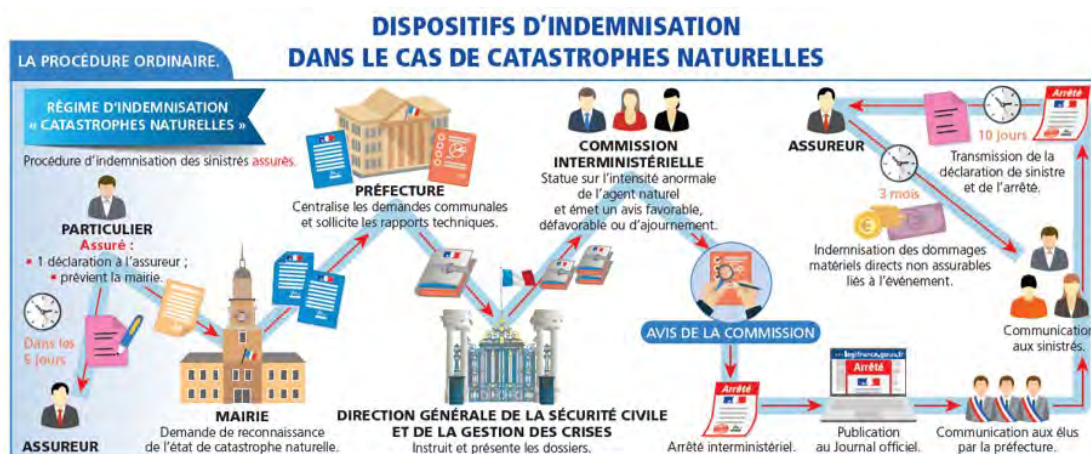 DISPOSITIFS D'INDEMNISATION
DANS LE CAS DE CATASTROPHES NATURELLES
LA PROCÉDURE ORDINAIRE.
RÉGIME D'INDEMNISATION
« CATASTROPHES NATURELLES »
Procédure d'indemnisation des sinistrés assurés.
PARTICULIER
Assuré :
1 déclaration à l'assureur ;
prévient la mairie.
Dans les
5 jours
ASSUREUR
MAIRIE
Demande de reconnaissance
de l'état de catastrophe naturelle.
PRÉFECTURE
Centralise les demandes communales
et sollicite les rapports techniques.
DIRECTION GÉNÉRALE DE LA SÉCURITÉ CIVILE
ET DE LA GESTION DES CRISES
Instruit et présente les dossiers.
COMMISSION
INTERMINISTÉRIELLE
Statue sur l'intensité anormale
de l'agent naturel
et émet un avis favorable,
défavorable ou d'ajournement.
AVIS DE LA COMMISSION
Arrêté
Arrêté interministériel.
www.legifrance.gouv.fr
Arrêté
Publication
au Journal officiel.
Communication aux élus
par la préfecture.
Arrêté
10 jours
Transmission de la
déclaration de sinistre
et de l'arrêté.
ASSUREUR
3 mois
Indemnisation des dommages
matériels directs non assurables
liés à l'événement.
Communication
aux sinistrés.